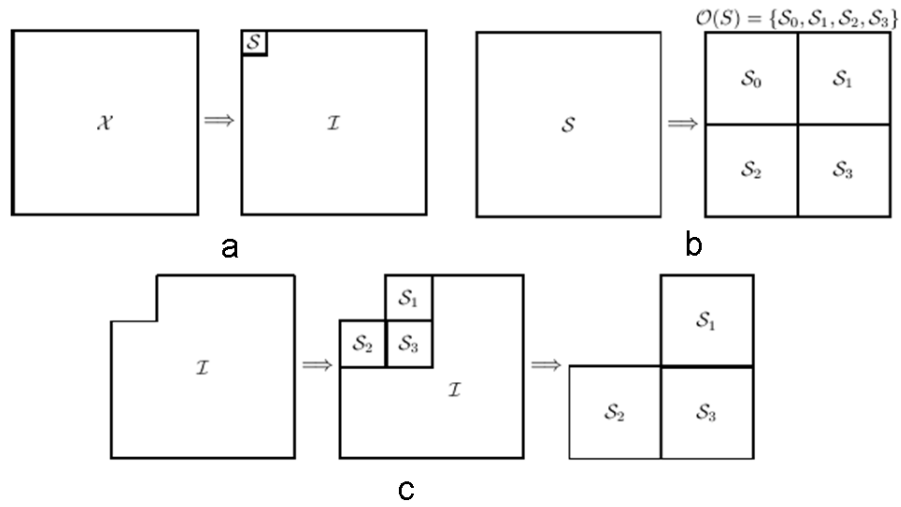 𝒪(S) = {𝒮₀, 𝒮₁, 𝒮₂, 𝒮₃}
𝒳 ⟹ 𝒮 ℐ
𝒮 ⟹ 𝒮₀ 𝒮₁
𝒮₂ 𝒮₃
a
b
ℐ ⟹ 𝒮₁
𝒮₂ 𝒮₃
ℐ
⟹ 𝒮₁
𝒮₂ 𝒮₃
c